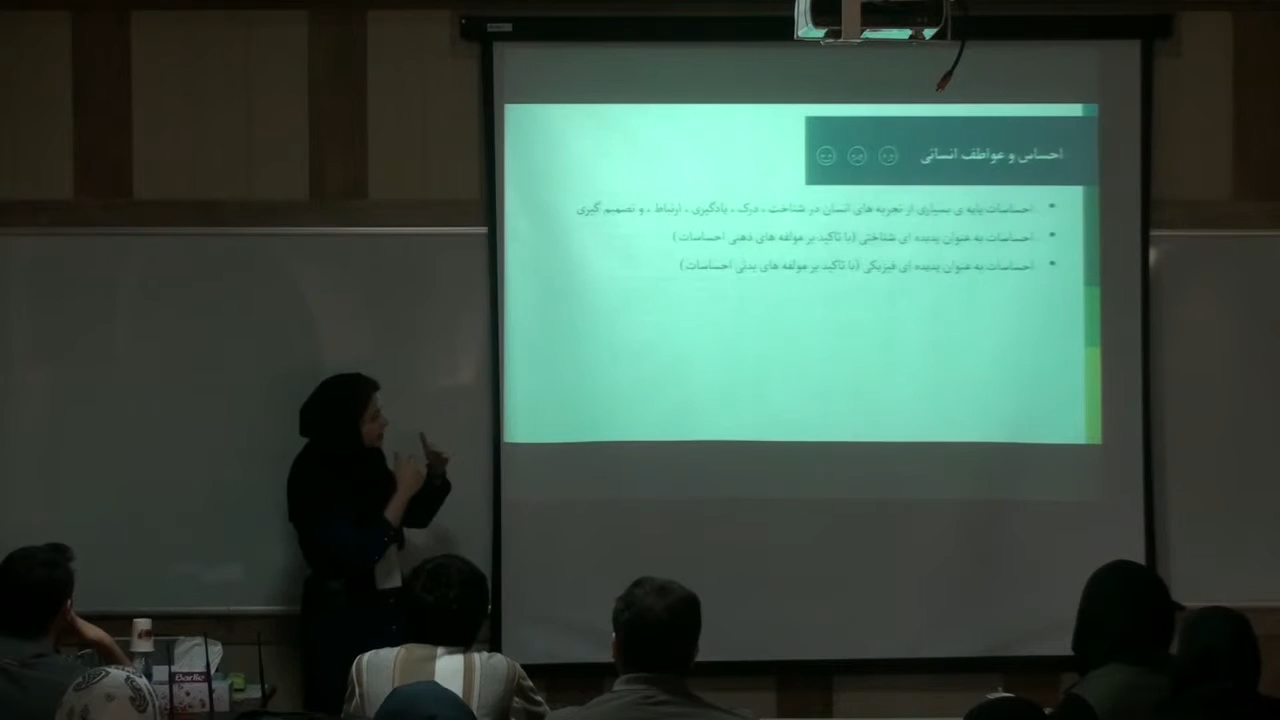 احساس و عواطف انسانی
احساسات پایه ی بسیاری از تجربه های انسان در شناخت ، درک ، یادگیری ، ارتباط ، و تصمیم گیری
احساسات به عنوان پدیده ای شناختی (با تاکید بر مولفه های ذهنی احساسات)
احساسات به عنوان پدیده ای فیزیکی (با تاکید بر مولفه های بدنی احساسات)
Barlie